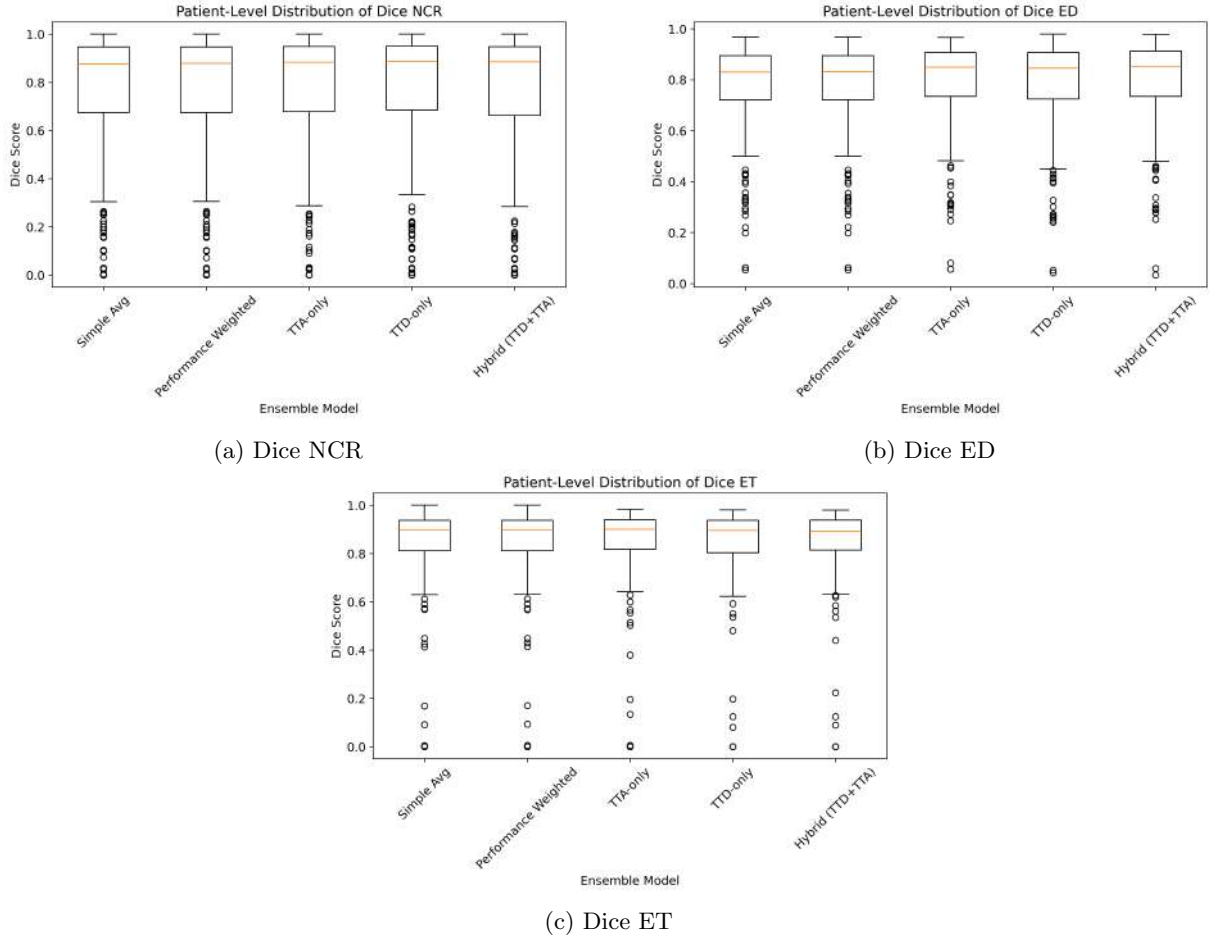 Patient-Level Distribution of Dice NCR
1.0
0.8
0.6
0.4
0.2
0.0
Dice Score
Simple Avg
Performance Weighted
TTA-only
TTD-only
Hybrid (TTD+TTA)
Ensemble Model
(a) Dice NCR
Patient-Level Distribution of Dice ED
1.0
0.8
0.6
0.4
0.2
0.0
Dice Score
Simple Avg
Performance Weighted
TTA-only
TTD-only
Hybrid (TTD+TTA)
Ensemble Model
(b) Dice ED
Patient-Level Distribution of Dice ET
1.0
0.8
0.6
0.4
0.2
0.0
Dice Score
Simple Avg
Performance Weighted
TTA-only
TTD-only
Hybrid (TTD+TTA)
Ensemble Model
(c) Dice ET